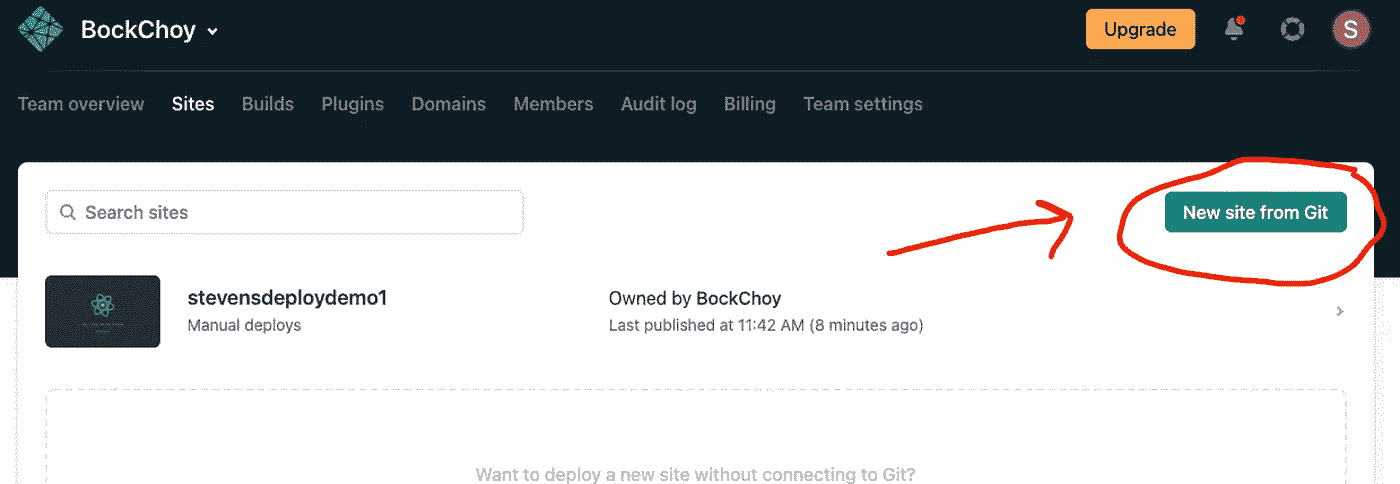 BockChoy
Upgrade
S
Team overview Sites Builds Plugins Domains Members Audit log Billing Team settings
Search sites
New site from Git
stevensdeploydemo1
Manual deploys
Owned by BockChoy
Last published at 11:42 AM (8 minutes ago)
Want to deploy a new site without connecting to Git?